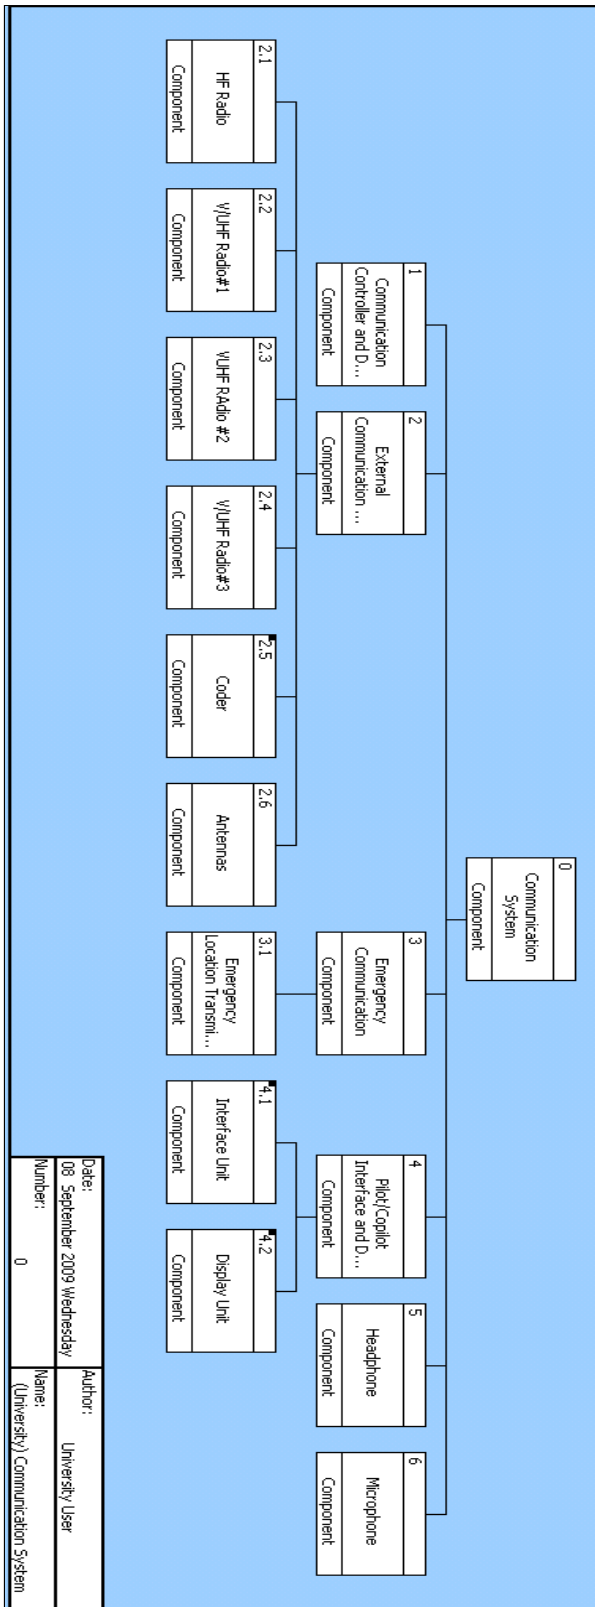 0
Communication
System
Component
1
Communication
Controller and D...
Component
2
External
Communication ...
Component
3
Emergency
Communication
Component
4
Pilot/Copilot
Interface and D...
Component
5
Headphone
Component
6
Microphone
Component
2.1
HF Radio
Component
2.2
V/UHF Radio#1
Component
2.3
VUHF RAdio #2
Component
2.4
V/UHF Radio#3
Component
2.5
Coder
Component
2.6
Antennas
Component
3.1
Emergency
Location Transmi...
Component
4.1
Interface Unit
Component
4.2
Display Unit
Component
Date:
08 September 2009 Wednesday
Author:
University User
Number:
0
Name:
(University) Communication System